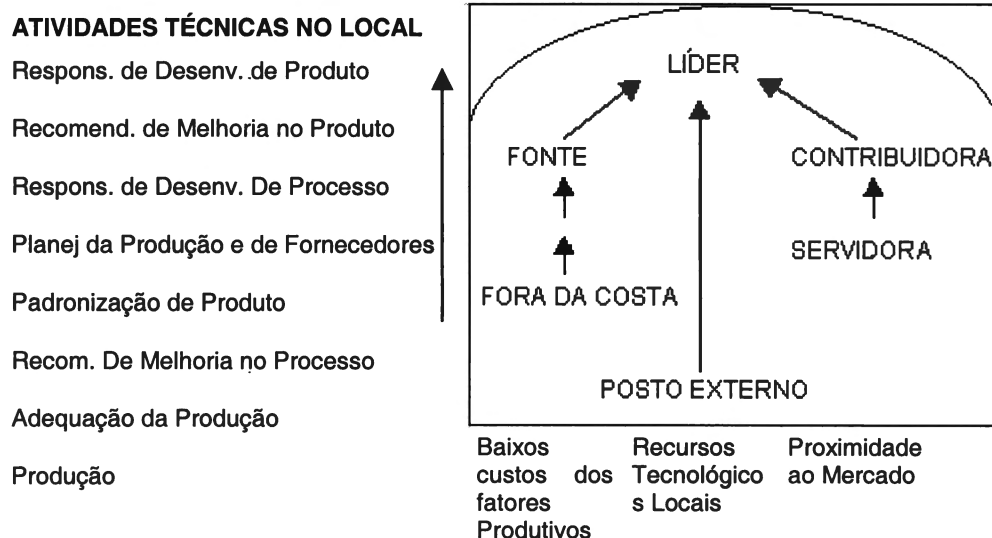 ATIVIDADES TÉCNICAS NO LOCAL
Respons. de Desenv. de Produto
Recomend. de Melhoria no Produto
Respons. de Desenv. De Processo
Planej da Produção e de Fornecedores
Padronização de Produto
Recom. De Melhoria no Processo
Adequação da Produção
Produção
LÍDER
FONTE
CONTRIBUIDORA
SERVIDORA
FORA DA COSTA
POSTO EXTERNO
Baixos
custos dos
fatores
Produtivos
Recursos
Tecnológico
s Locais
Proximidade
ao Mercado